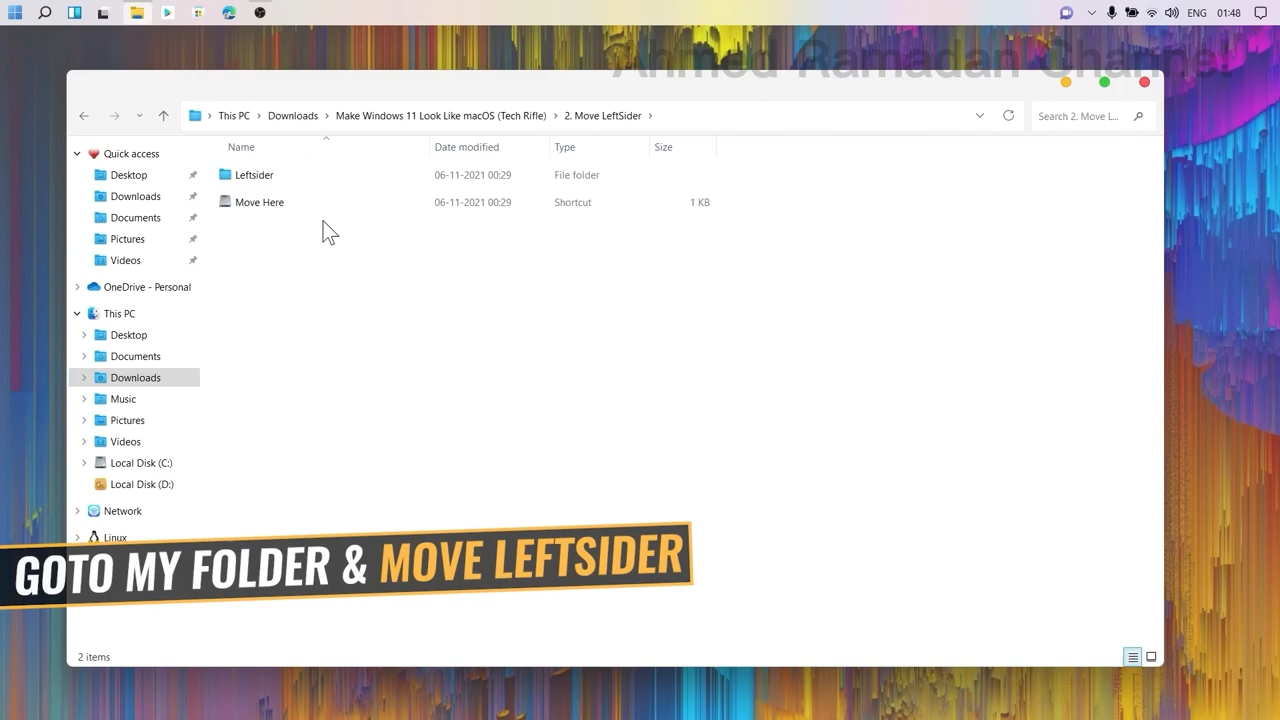 ENG 01:48
Ahmed Ramadan Channel
This PC > Downloads > Make Windows 11 Look Like macOS (Tech Rifle) > 2. Move LeftSider >
Search 2. Move L...
Name Date modified Type Size
Quick access
Desktop
Downloads
Documents
Pictures
Videos
OneDrive - Personal
This PC
Desktop
Documents
Downloads
Music
Pictures
Videos
Local Disk (C:)
Local Disk (D:)
Network
Linux
Leftsider 06-11-2021 00:29 File folder
Move Here 06-11-2021 00:29 Shortcut 1 KB
GOTO MY FOLDER & MOVE LEFTSIDER
2 items